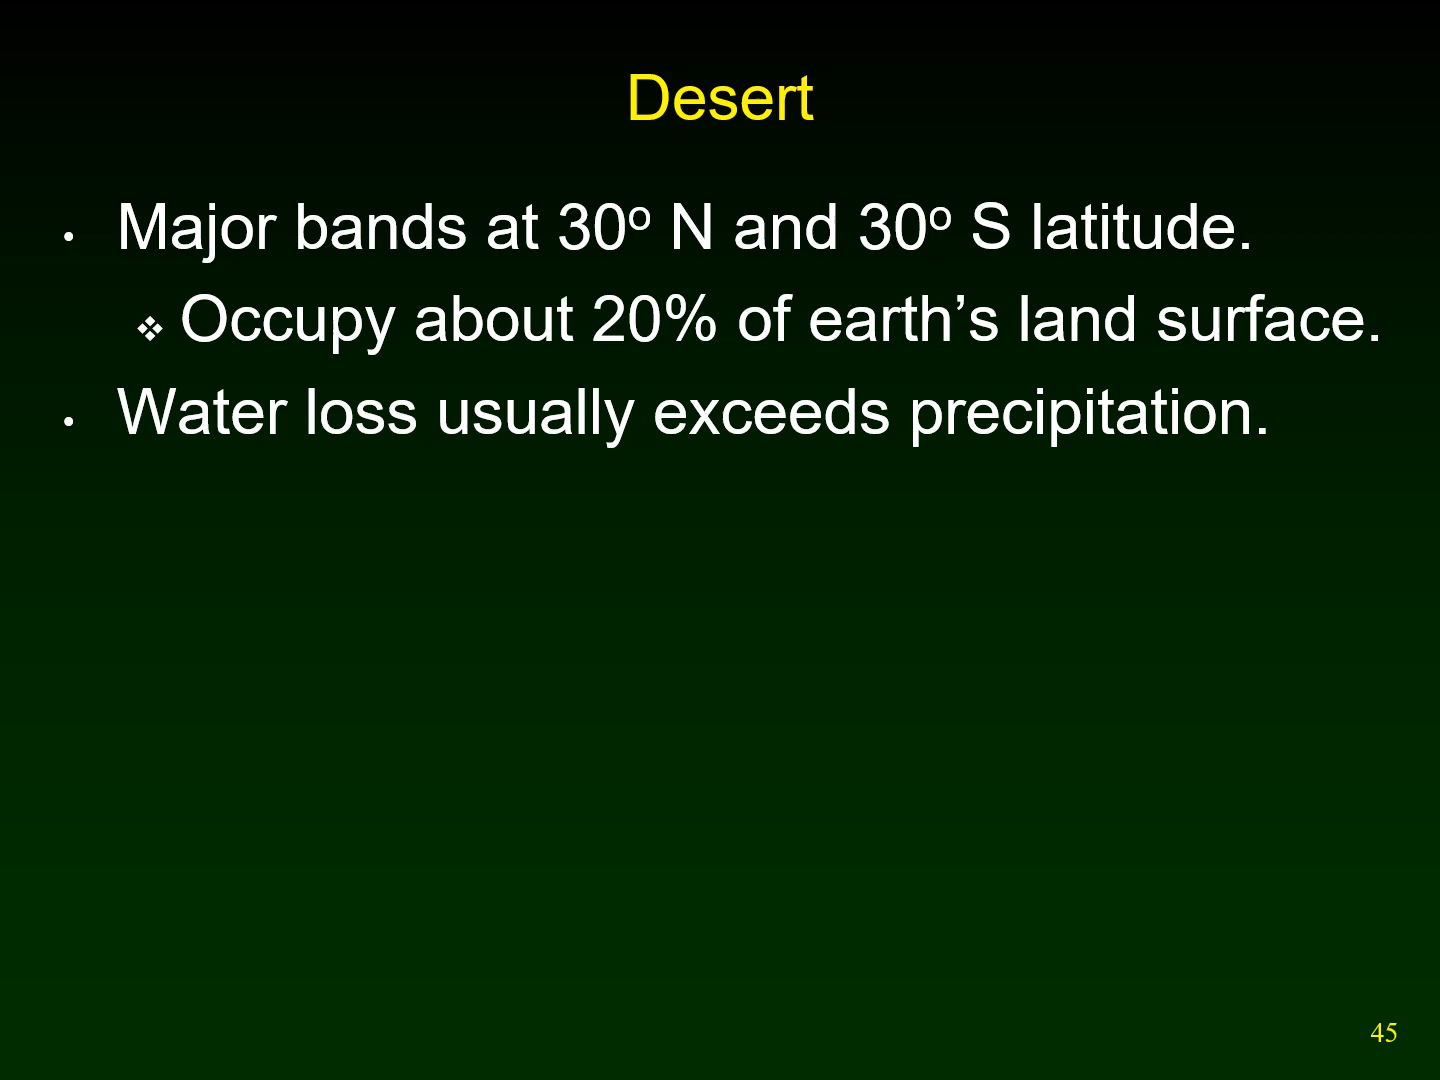 Desert
• Major bands at 30º N and 30º S latitude.
❖ Occupy about 20% of earth’s land surface.
• Water loss usually exceeds precipitation.
45